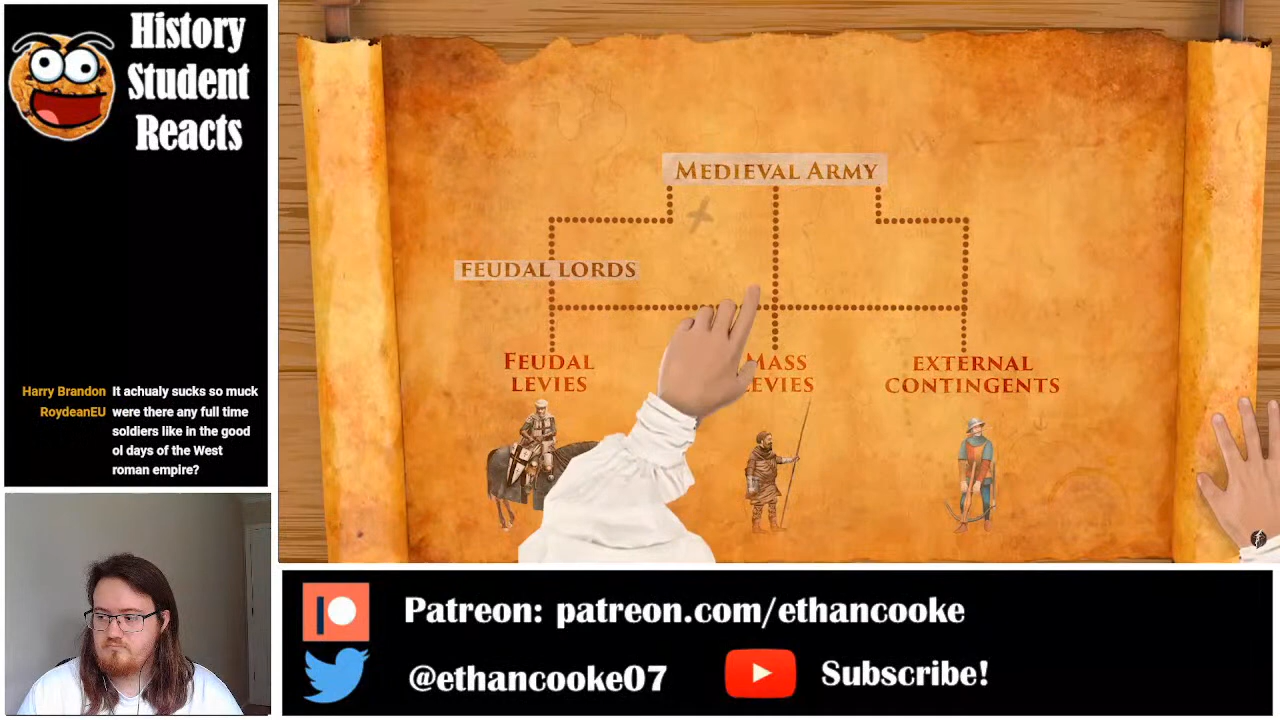 History
Student
Reacts
Harry Brandon It achualy sucks so muck
RoydeanEU were there any full time
soldiers like in the good
ol days of the West
roman empire?
MEDIEVAL ARMY
FEUDAL LORDS
FEUDAL
LEVIES
MASS
LEVIES
EXTERNAL
CONTINGENTS
Patreon: patreon.com/ethancooke
@ethancooke07
Subscribe!